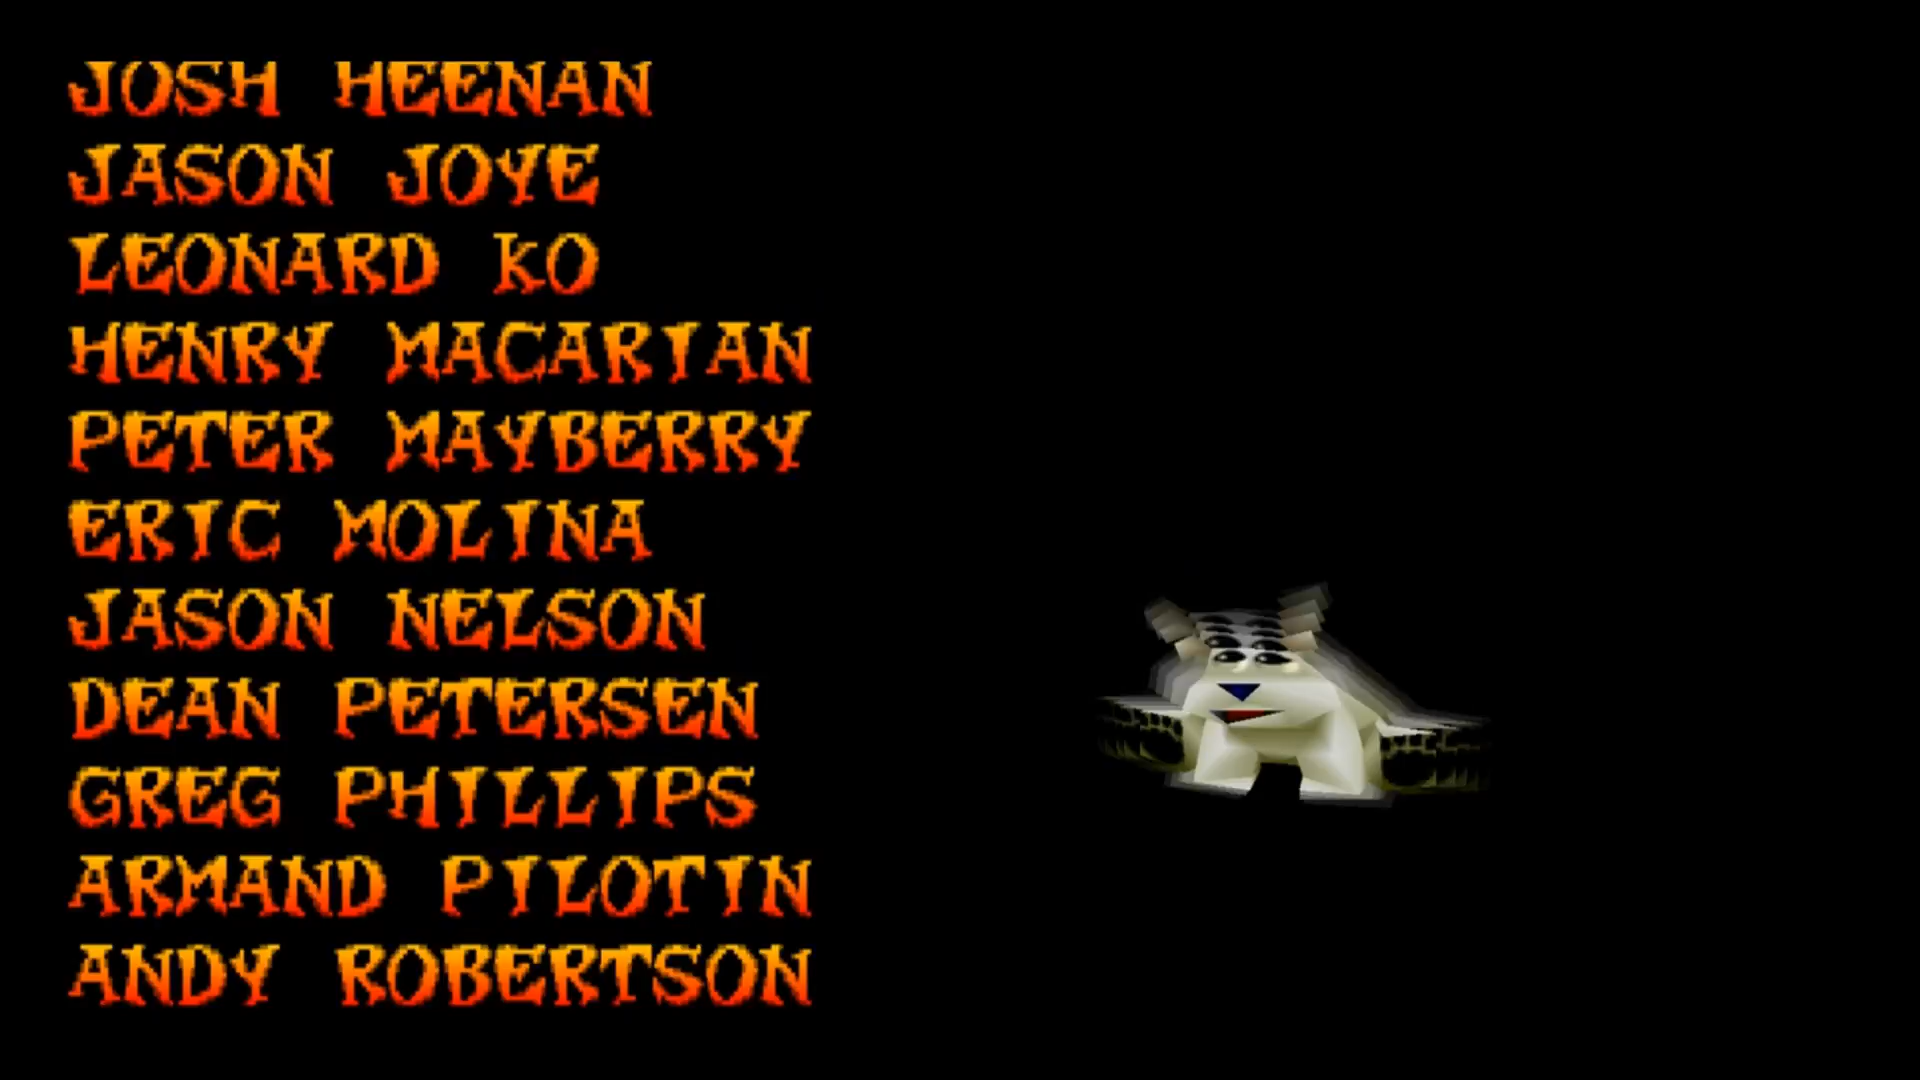 JOSH HEENAN
JASON JOYE
LEONARD KO
HENRY MACARIAN
PETER MAYBERRY
ERIC MOLINA
JASON NELSON
DEAN PETERSEN
GREG PHILLIPS
ARMAND PILOTIN
ANDY ROBERTSON